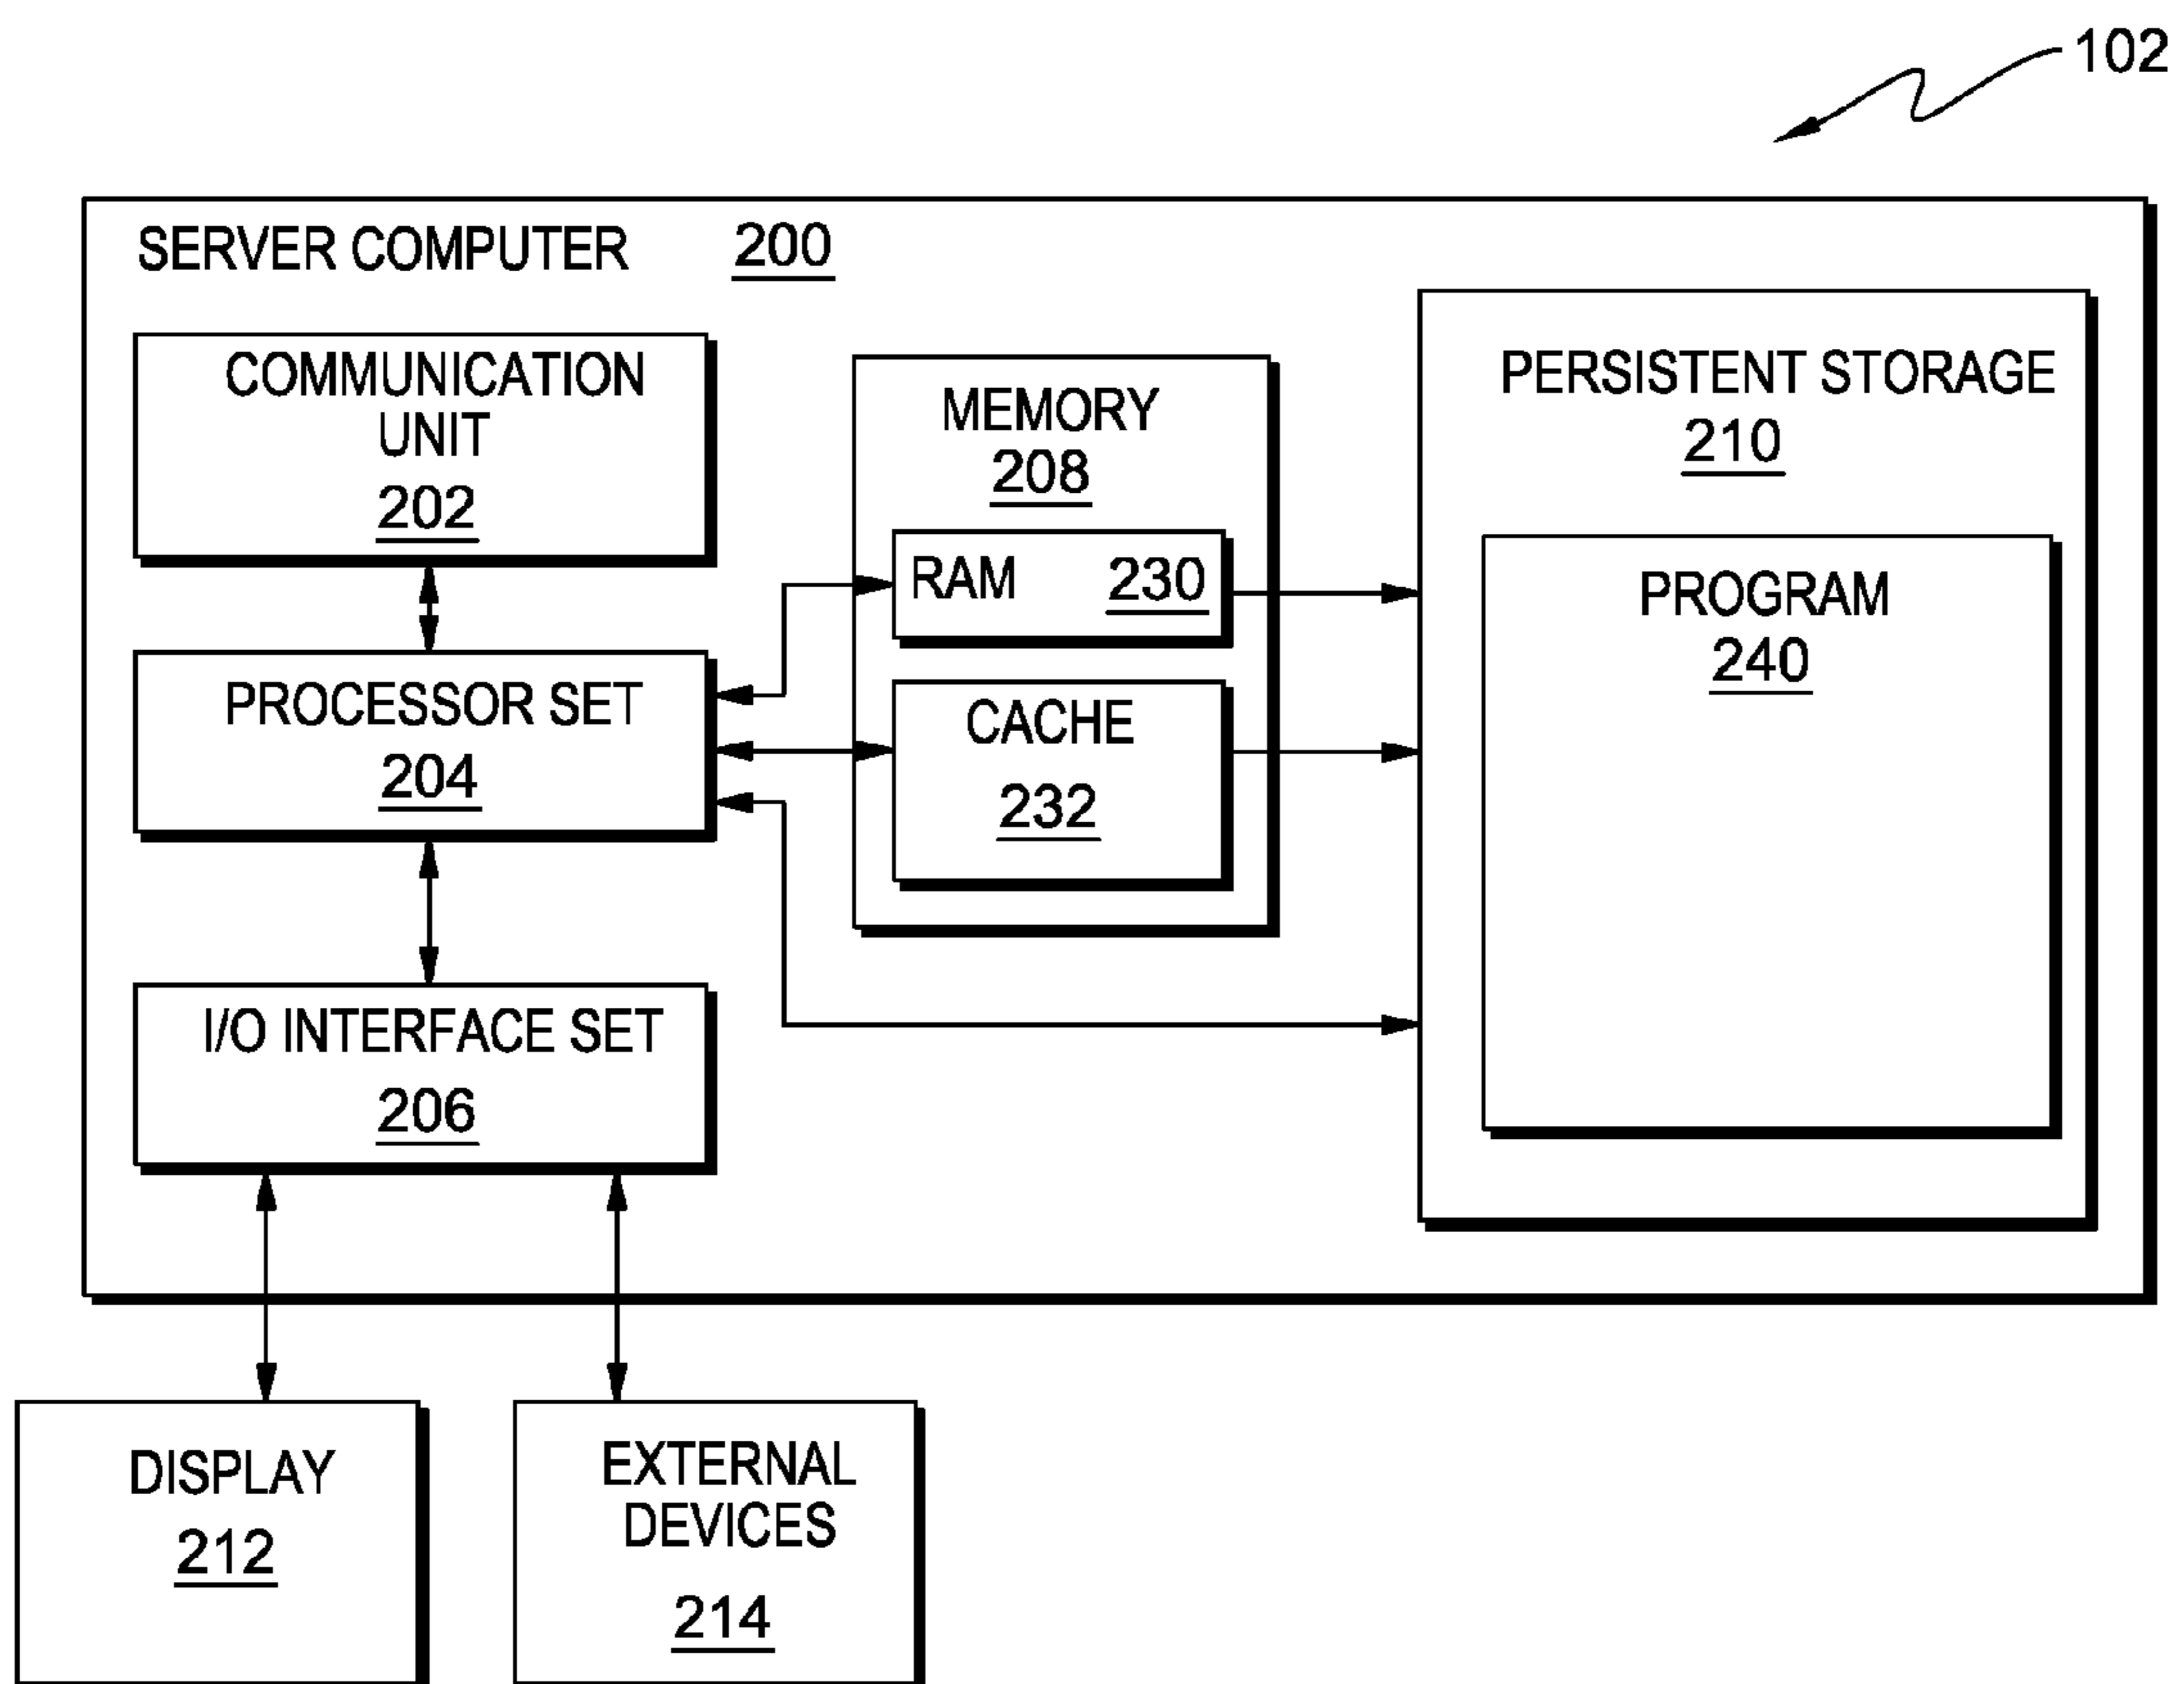 102
SERVER COMPUTER 200
COMMUNICATION
UNIT
202
PROCESSOR SET
204
I/O INTERFACE SET
206
MEMORY
208
RAM 230
CACHE
232
PERSISTENT STORAGE
210
PROGRAM
240
DISPLAY
212
EXTERNAL
DEVICES
214